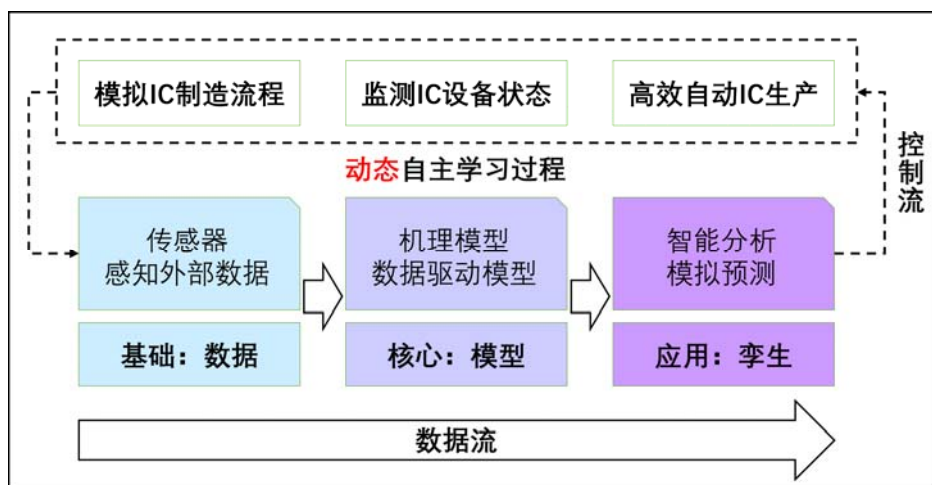 模拟IC制造流程
监测IC设备状态
高效自动IC生产
动态自主学习过程
控制流
传感器
感知外部数据
机理模型
数据驱动模型
智能分析
模拟预测
基础：数据
核心：模型
应用：孪生
数据流